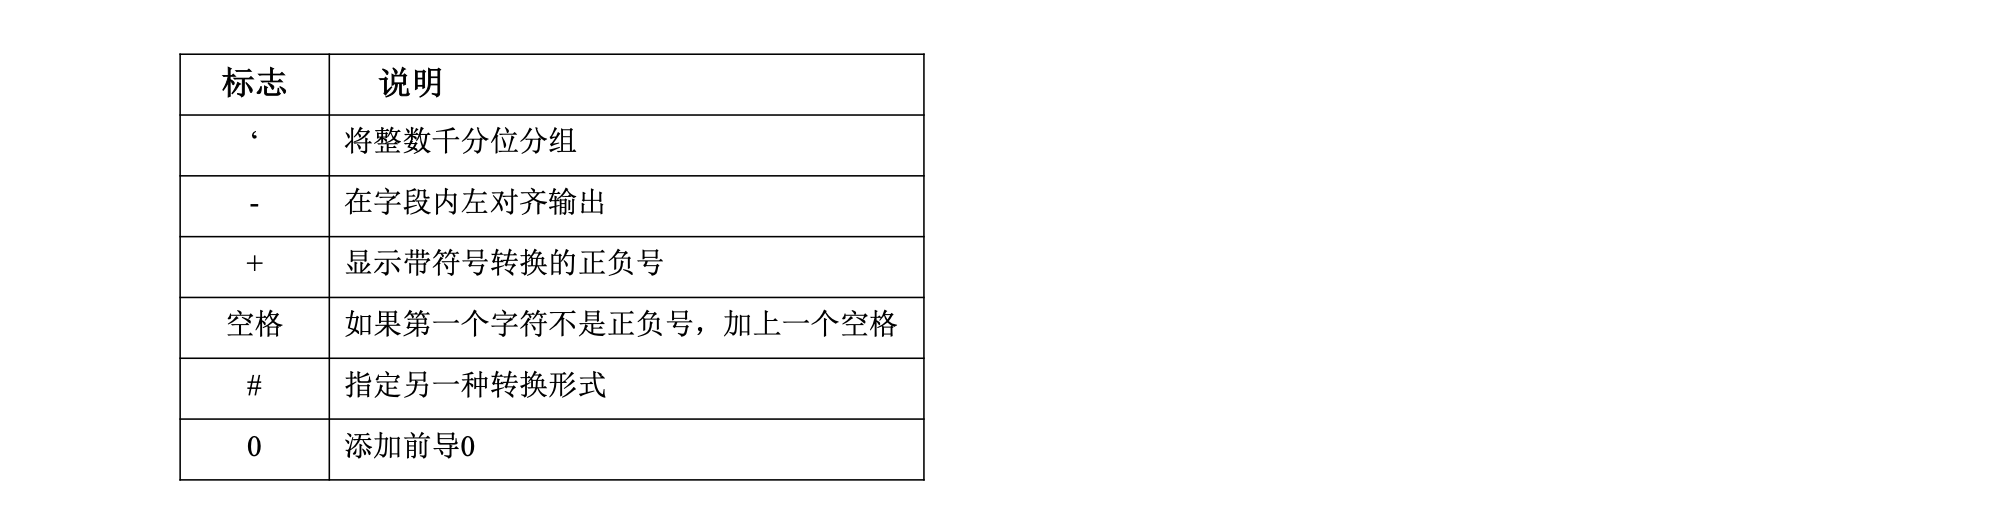 标志 说明
‘ 将整数千分位分组
- 在字段内左对齐输出
+ 显示带符号转换的正负号
空格 如果第一个字符不是正负号，加上一个空格
# 指定另一种转换形式
0 添加前导0